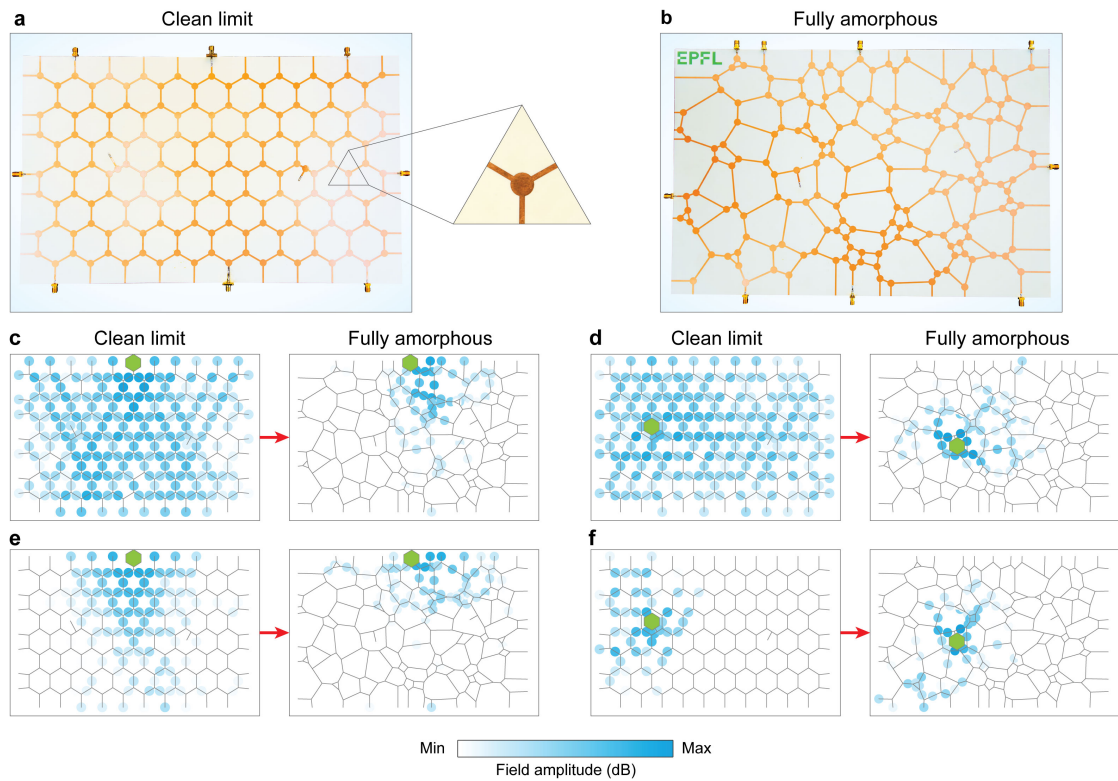 a
Clean limit
b
Fully amorphous
EPFL
c
Clean limit
Fully amorphous
d
Clean limit
Fully amorphous
e
f
Min
Max
Field amplitude (dB)